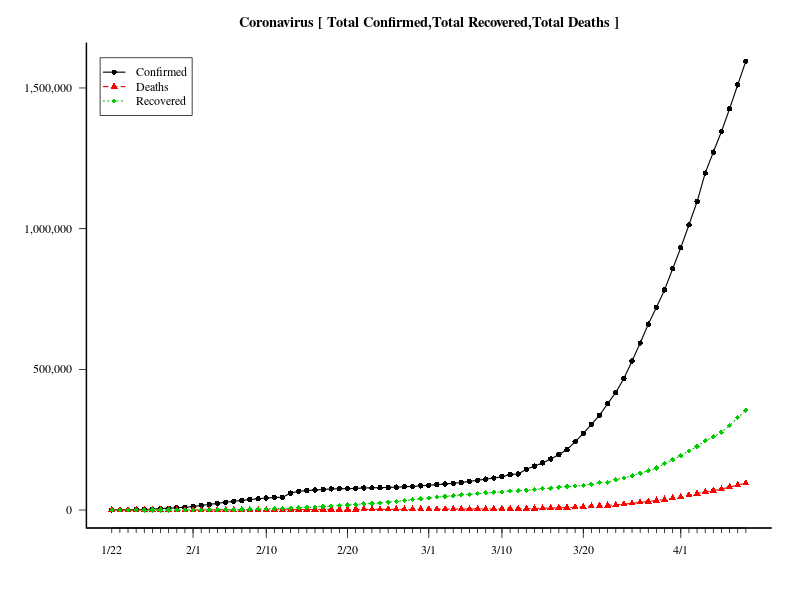 Coronavirus [ Total Confirmed,Total Recovered,Total Deaths ]
Confirmed
Deaths
Recovered
1,500,000
1,000,000
500,000
0
1/22 2/1 2/10 2/20 3/1 3/10 3/20 4/1